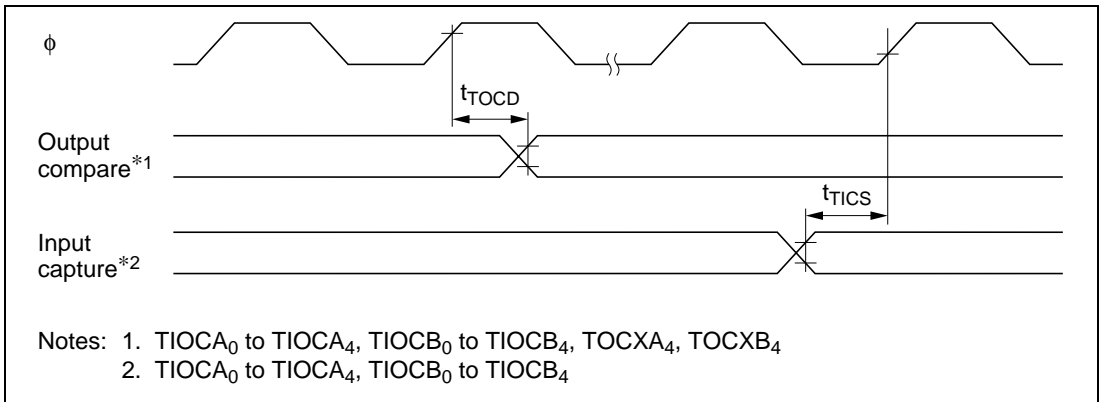 ϕ
tTOCD
Output
compare*1
tTICS
Input
capture*2
Notes: 1. TIOCA0 to TIOCA4, TIOCB0 to TIOCB4, TOCXA4, TOCXB4
2. TIOCA0 to TIOCA4, TIOCB0 to TIOCB4